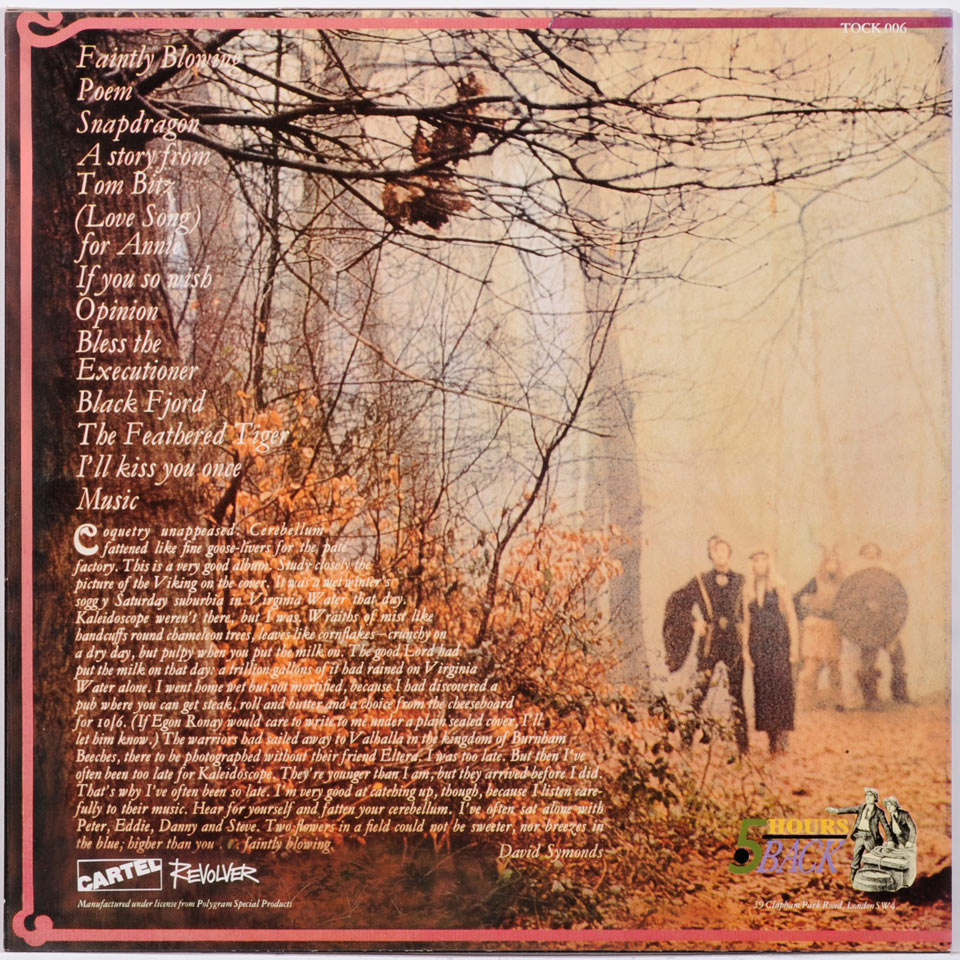 TOCK 006
Faintly Blowing
Poem
Snapdragon
A story from
Tom Bitz
(Love Song)
for Annie
If you so wish
Opinion
Bless the
Executioner
Black Fjord
The Feathered Tiger
I'll kiss you once
Music
Coquetry unappeased: Cerebellum
fattened like fine goose-livers for the pate
factory. This is a very good album. Study closely the
picture of the Viking on the cover. It was a wet winter's
soggy Saturday suburbia in Virginia Water that day.
Kaleidoscope weren't there, but I was. Wraiths of mist like
handcuffs round chameleon trees, leaves like cornflakes – crunchy on
a dry day, but pulpy when you put the milk on. The good Lord had
put the milk on that day: a trillion gallons of it had rained on Virginia
Water alone. I went home wet but not mortified, because I had discovered a
pub where you can get steak, roll and butter and a choice from the cheeseboard
for 10/6. (If Egon Ronay would care to write to me under a plain sealed cover, I'll
let him know.) The warriors had sailed away to Valhalla in the kingdom of Burnham
Beeches, there to be photographed without their friend Eltera. I was too late. But then I've
often been too late for Kaleidoscope. They're younger than I am, but they arrived before I did.
That's why I've often been so late. I'm very good at catching up, though, because I listen care-
fully to their music. Hear for yourself and fatten your cerebellum. I've often sat alone with
Peter, Eddie, Danny and Steve. Two flowers in a field could not be sweeter, nor breezes in
the blue; higher than you . . . faintly blowing.
David Symonds
5 HOURS
BACK
CARTEL REVOLVER
Manufactured under license from Polygram Special Products
39 Clapham Park Road, London SW4